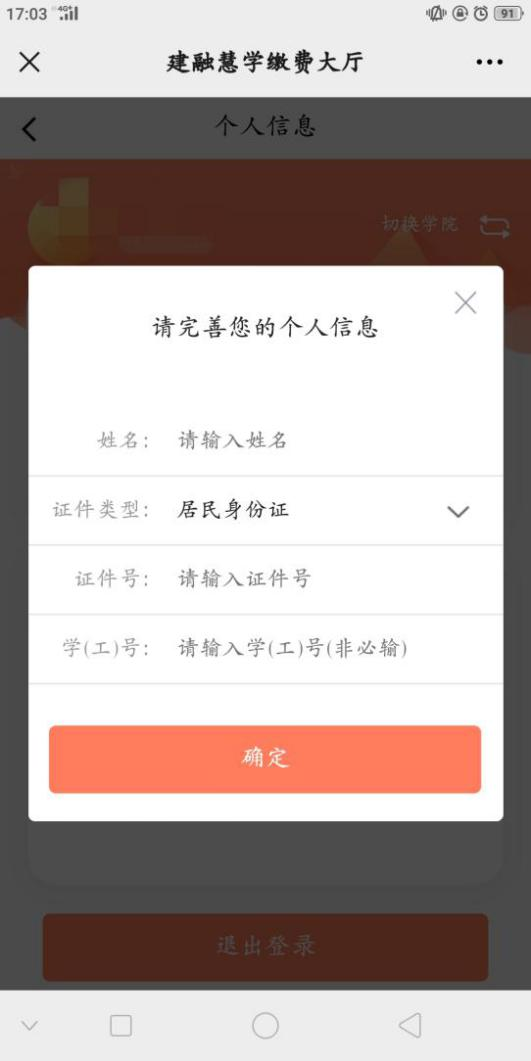 17:03 4G
91
建融慧学缴费大厅
个人信息
切换学院
请完善您的个人信息
姓名： 请输入姓名
证件类型： 居民身份证
证件号： 请输入证件号
学(工)号： 请输入学(工)号(非必输)
确定
退出登录